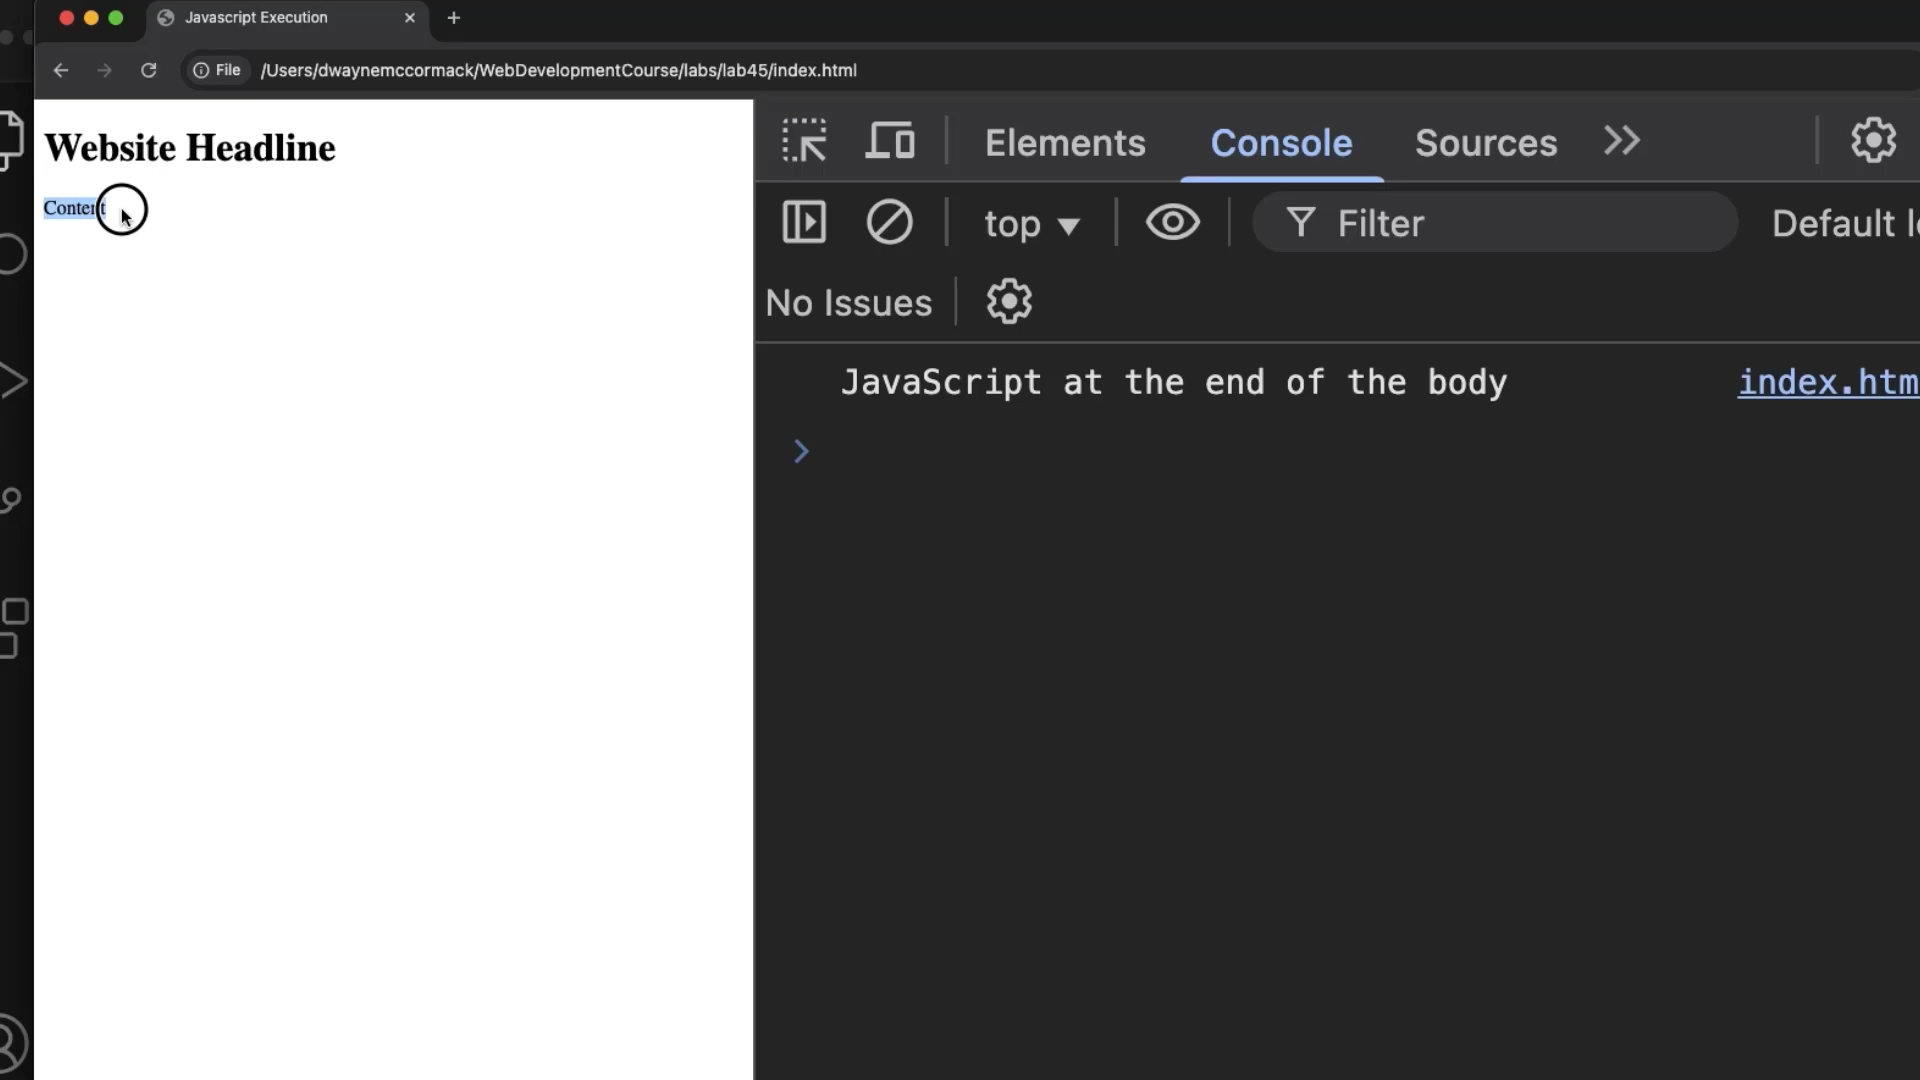 Javascript Execution
File /Users/dwaynemccormack/WebDevelopmentCourse/labs/lab45/index.html
Website Headline
Content
Elements Console Sources
top Filter Default
No Issues
JavaScript at the end of the body index.htm